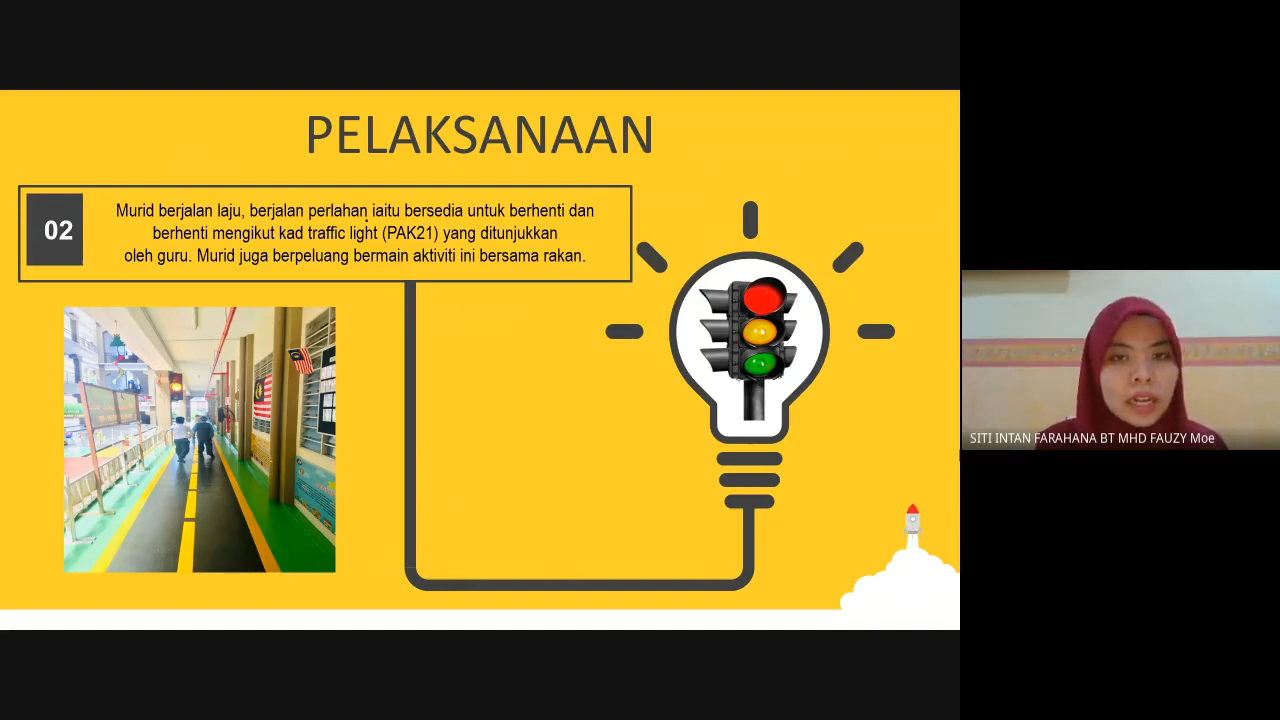 PELAKSANAAN
02
Murid berjalan laju, berjalan perlahan iaitu bersedia untuk berhenti dan
berhenti mengikut kad traffic light (PAK21) yang ditunjukkan
oleh guru. Murid juga berpeluang bermain aktiviti ini bersama rakan.
SITI INTAN FARAHANA BT MHD FAUZY Moe